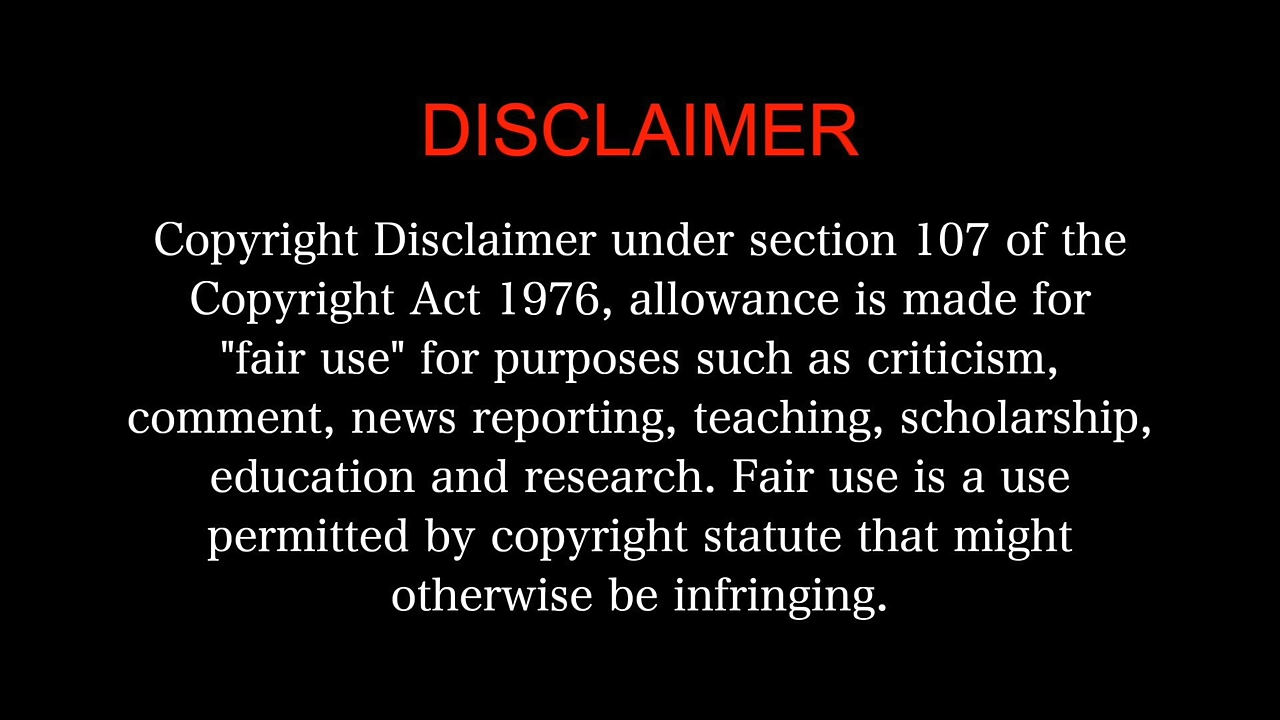 DISCLAIMER
Copyright Disclaimer under section 107 of the
Copyright Act 1976, allowance is made for
"fair use" for purposes such as criticism,
comment, news reporting, teaching, scholarship,
education and research. Fair use is a use
permitted by copyright statute that might
otherwise be infringing.